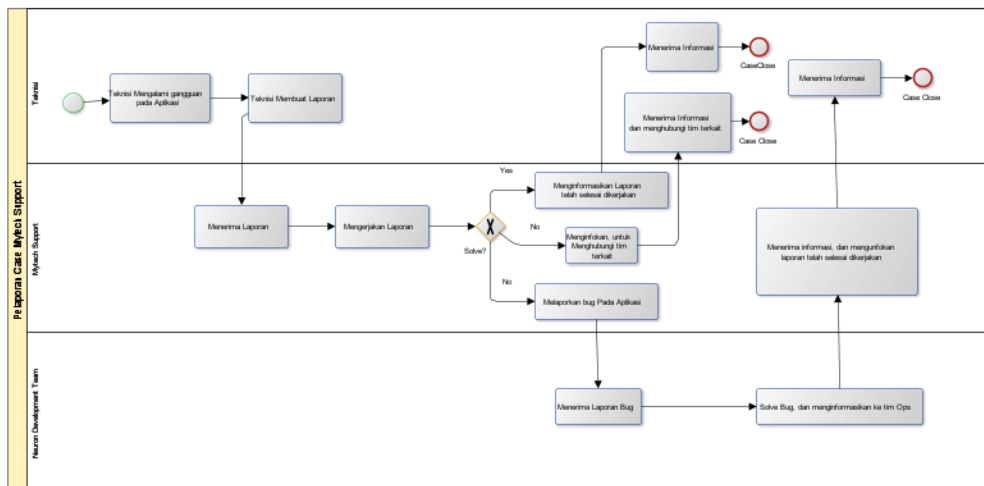 Pelaporan Case Mytech Support
Teknisi
Teknisi Mengalami gangguan
pada Aplikasi
Teknisi Membuat Laporan
Menerima Informasi
CaseClose
Menerima Informasi
dan menghubungi tim terkait
Case Close
Menerima Informasi
Case Close
Mytech Support
Menerima Laporan
Mengerjakan Laporan
Solve?
Yes
Menginformasikan Laporan
telah selesai dikerjakan
No
Menginfokan, untuk
Menghubungi tim
terkait
No
Melaporkan bug Pada Aplikasi
Menerima informasi, dan mengunfokan
laporan telah selesai dikerjakan
Neuron Development Team
Menerima Laporan Bug
Solve Bug, dan menginformasikan ke tim Ops